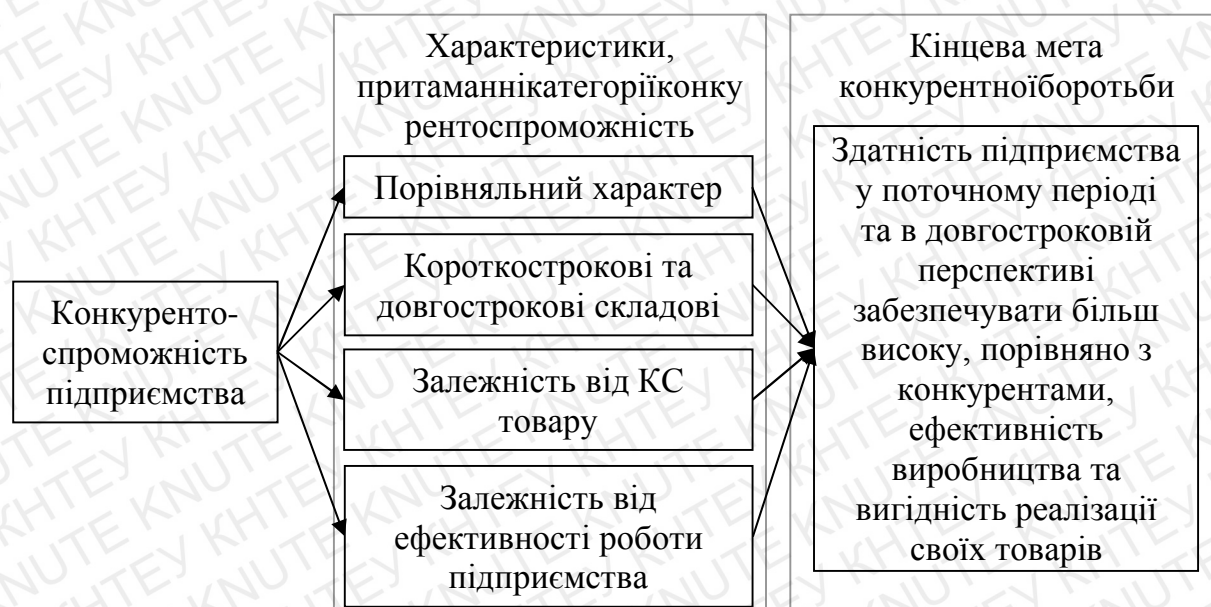 Конкуренто-
спроможність
підприємства
Характеристики,
притаманнікатегоріїконку
рентоспроможність
Порівняльний характер
Короткострокові та
довгострокові складові
Залежність від КС
товару
Залежність від
ефективності роботи
підприємства
Кінцева мета
конкурентноїборотьби
Здатність підприємства
у поточному періоді
та в довгостроковій
перспективі
забезпечувати більш
високу, порівняно з
конкурентами,
ефективність
виробництва та
вигідність реалізації
своїх товарів